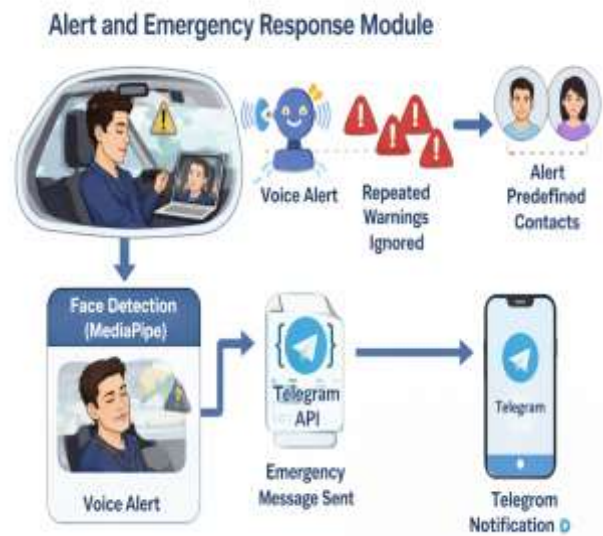 Alert and Emergency Response Module
Voice Alert
Repeated
Warnings
Ignored
Alert
Predefined
Contacts
Face Detection
(MediaPipe)
Voice Alert
Telegram
API
Emergency
Message Sent
Telegram
Telegrom
Notification D